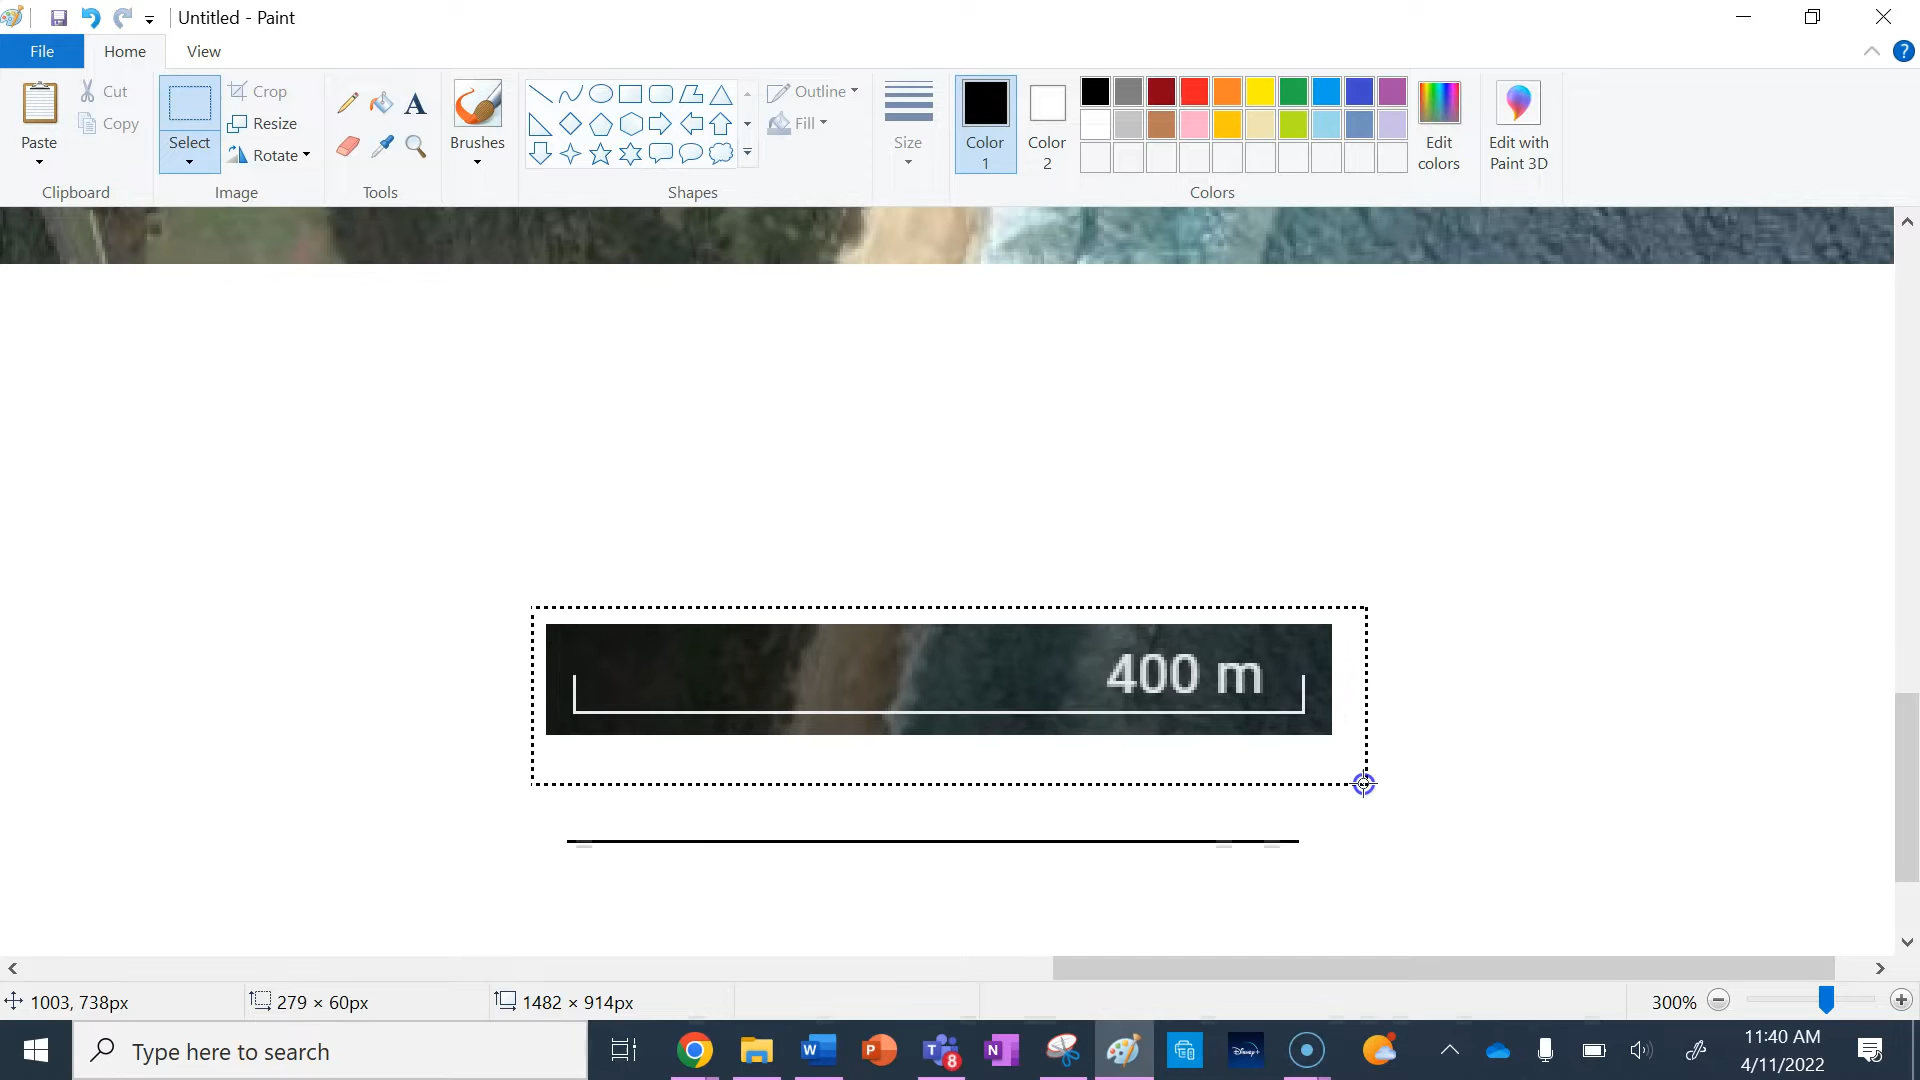 Untitled - Paint
File Home View
Paste
Cut
Copy
Clipboard
Select
Crop
Resize
Rotate
Image
Tools
Brushes
Shapes
Outline
Fill
Size
Color 1
Color 2
Edit colors
Colors
Edit with Paint 3D
?
400 m
1003, 738px 279 × 60px 1482 × 914px 300%
Type here to search
Disney+
8
11:40 AM
4/11/2022